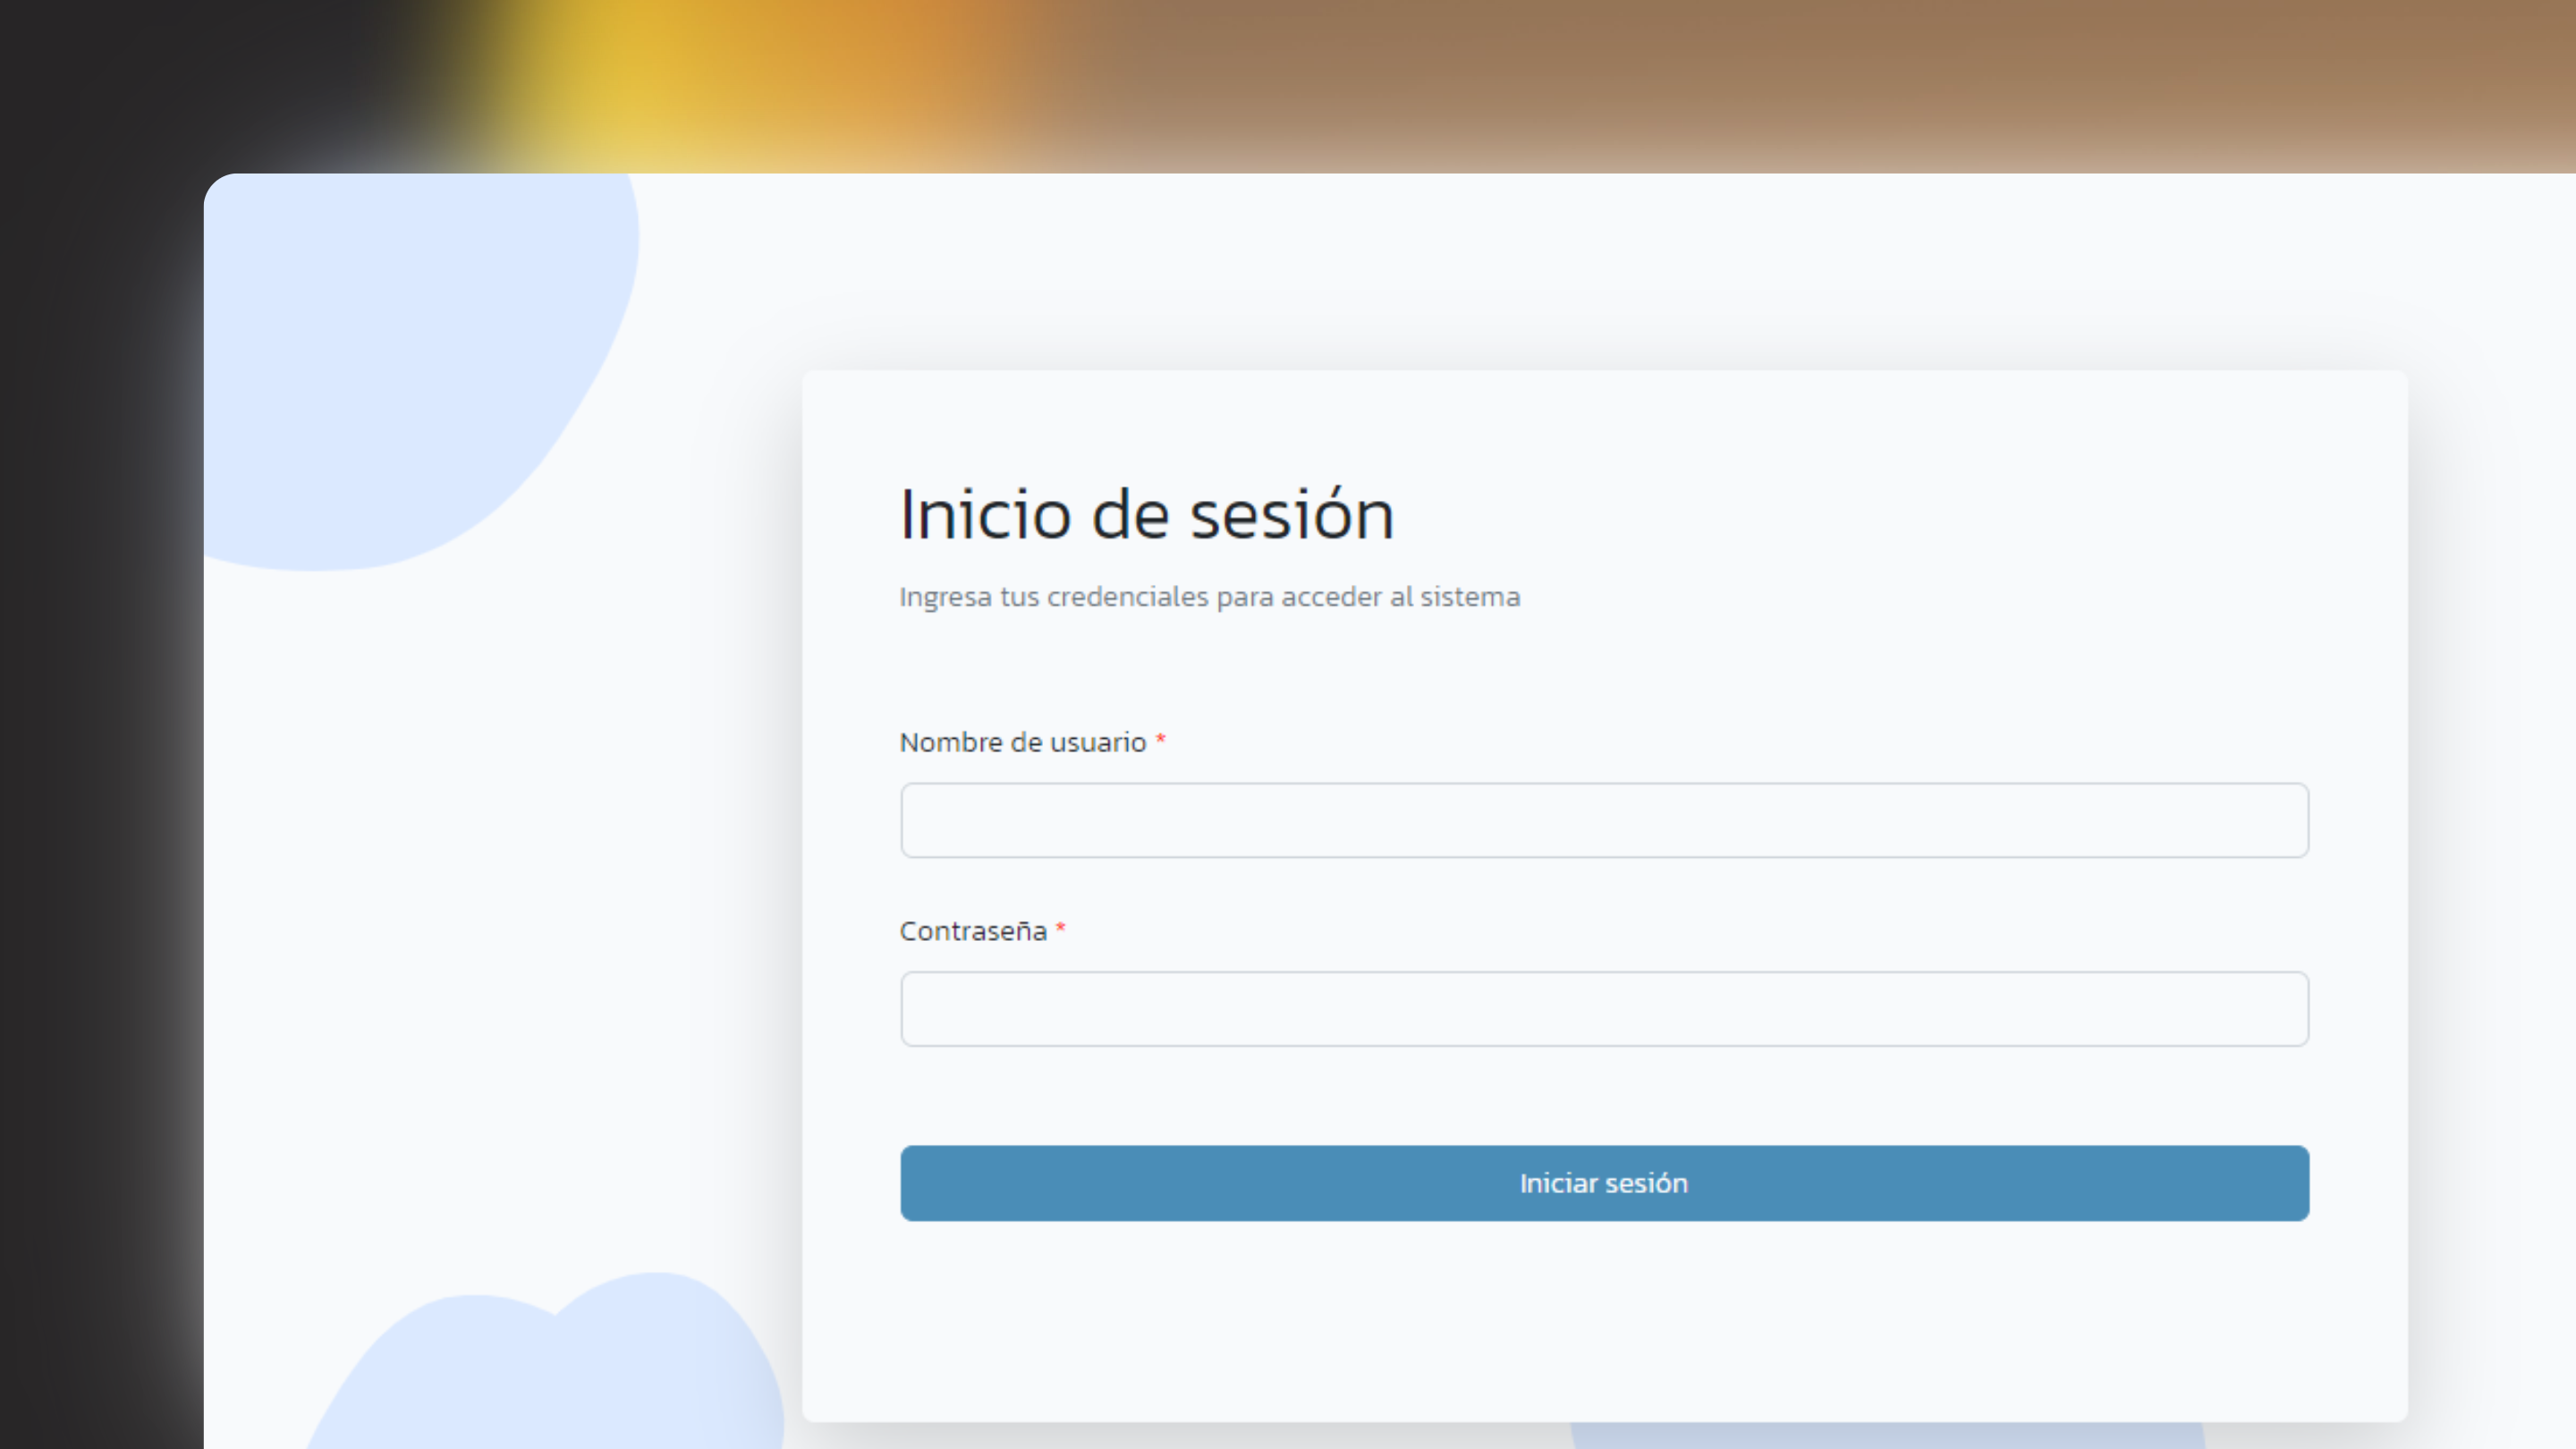 Inicio de sesión
Ingresa tus credenciales para acceder al sistema
Nombre de usuario *
Contraseña *
Iniciar sesión